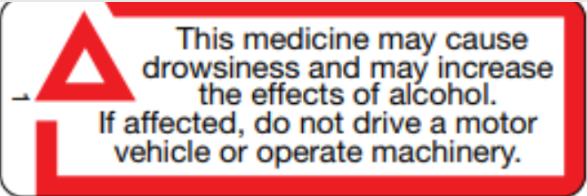 This medicine may cause
drowsiness and may increase
the effects of alcohol.
If affected, do not drive a motor
vehicle or operate machinery.
1